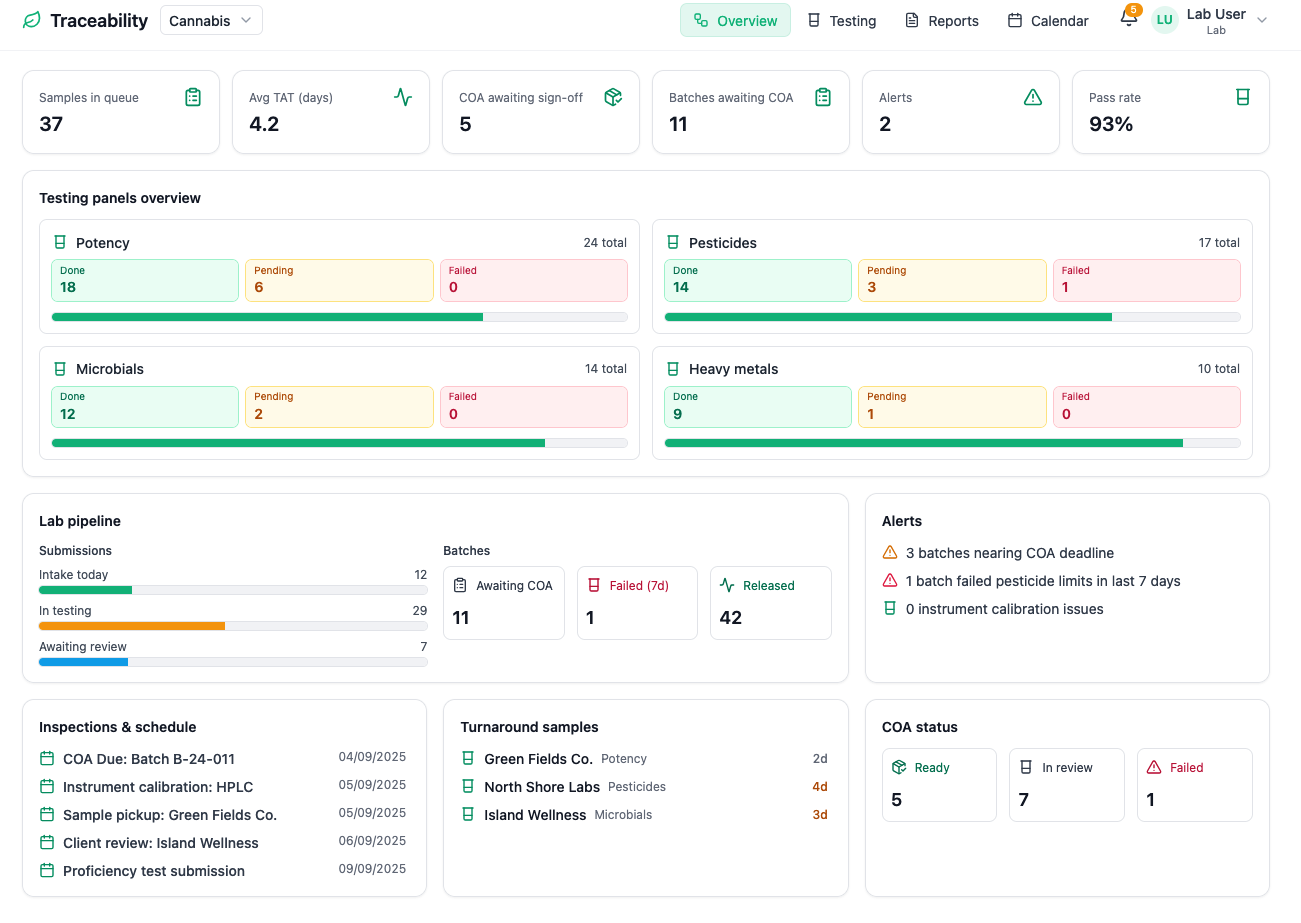 Traceability
Cannabis
Overview
Testing
Reports
Calendar
5
LU
Lab User
Lab
Samples in queue
37
Avg TAT (days)
4.2
COA awaiting sign-off
5
Batches awaiting COA
11
Alerts
2
Pass rate
93%
Testing panels overview
Potency
24 total
Done
18
Pending
6
Failed
0
Pesticides
17 total
Done
14
Pending
3
Failed
1
Microbials
14 total
Done
12
Pending
2
Failed
0
Heavy metals
10 total
Done
9
Pending
1
Failed
0
Lab pipeline
Submissions
Intake today 12
In testing 29
Awaiting review 7
Batches
Awaiting COA
11
Failed (7d)
1
Released
42
Alerts
3 batches nearing COA deadline
1 batch failed pesticide limits in last 7 days
0 instrument calibration issues
Inspections & schedule
COA Due: Batch B-24-011 04/09/2025
Instrument calibration: HPLC 05/09/2025
Sample pickup: Green Fields Co. 05/09/2025
Client review: Island Wellness 06/09/2025
Proficiency test submission 09/09/2025
Turnaround samples
Green Fields Co. Potency 2d
North Shore Labs Pesticides 4d
Island Wellness Microbials 3d
COA status
Ready
5
In review
7
Failed
1